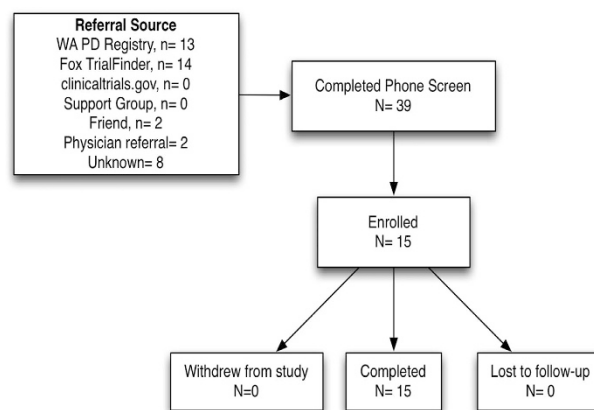 Referral Source
WA PD Registry, n= 13
Fox TrialFinder, n= 14
clinicaltrials.gov, n= 0
Support Group, n= 0
Friend, n= 2
Physician referral= 2
Unknown= 8
Completed Phone Screen
N= 39
Enrolled
N= 15
Withdrew from study
N=0
Completed
N= 15
Lost to follow-up
N= 0